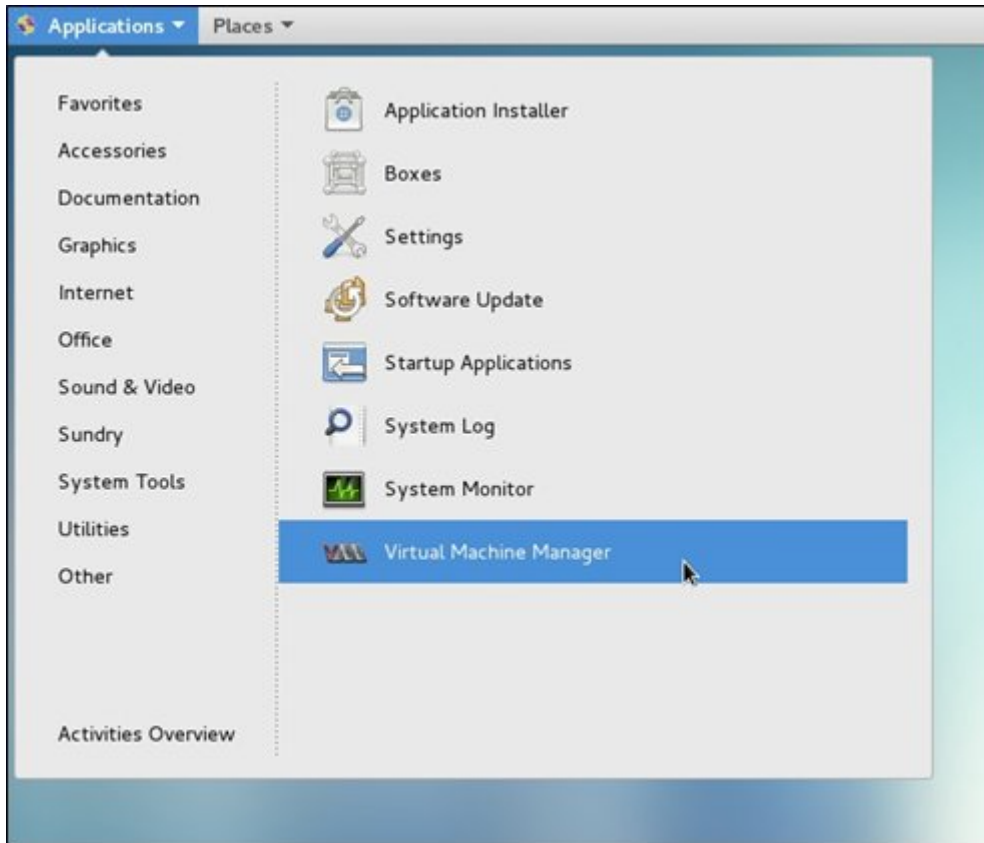 Applications
Places
Favorites
Accessories
Documentation
Graphics
Internet
Office
Sound & Video
Sundry
System Tools
Utilities
Other
Activities Overview
Application Installer
Boxes
Settings
Software Update
Startup Applications
System Log
System Monitor
Virtual Machine Manager